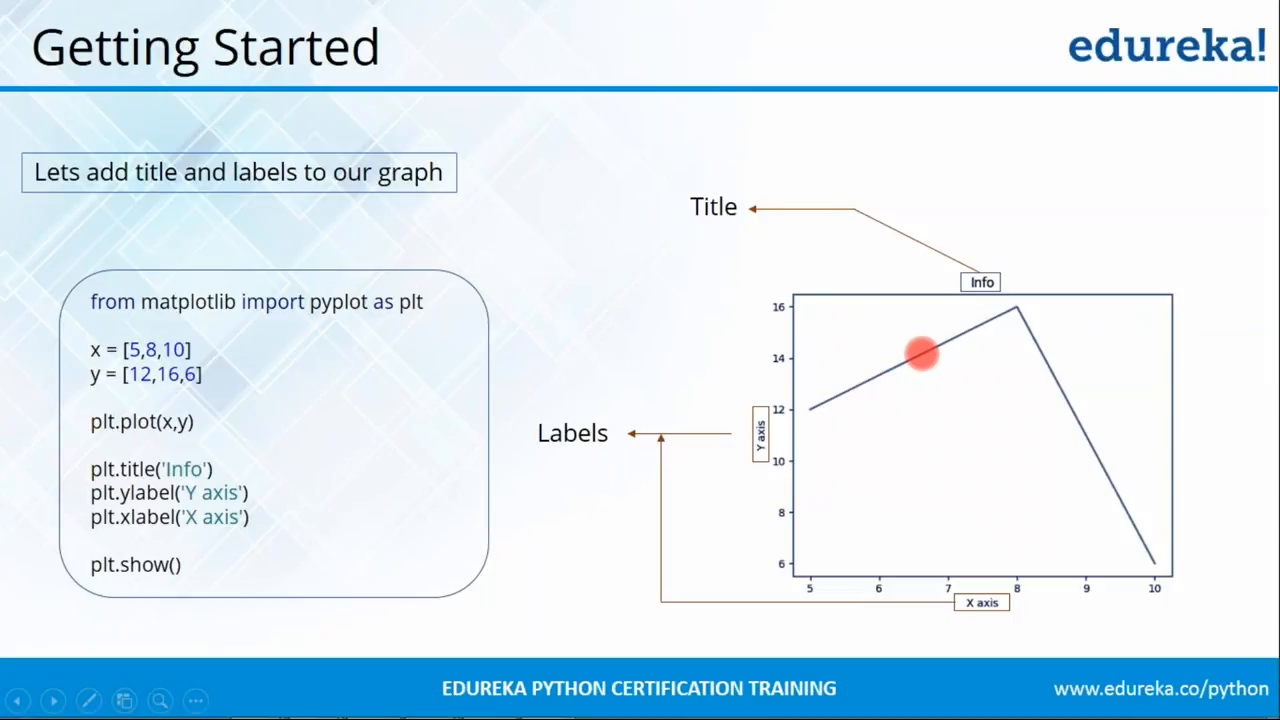 Getting Started
edureka!
Lets add title and labels to our graph
from matplotlib import pyplot as plt
x = [5,8,10]
y = [12,16,6]
plt.plot(x,y)
plt.title('Info')
plt.ylabel('Y axis')
plt.xlabel('X axis')
plt.show()
Title
Labels
Info
16
14
12
10
8
6
Y axis
5 6 7 8 9 10
X axis
EDUREKA PYTHON CERTIFICATION TRAINING
www.edureka.co/python